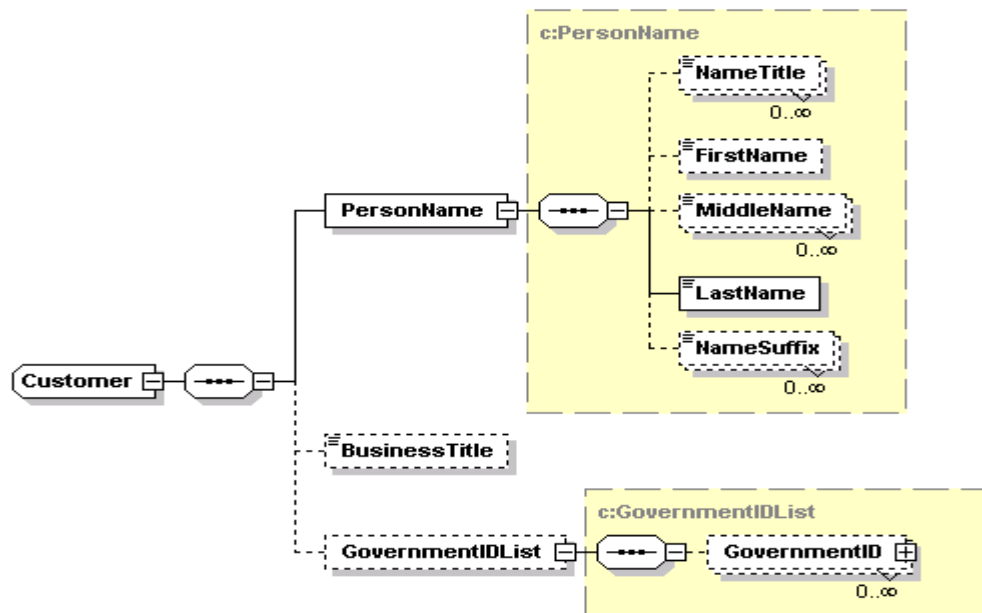 c:PersonName
NameTitle
0..∞
FirstName
PersonName
MiddleName
0..∞
LastName
NameSuffix
0..∞
Customer
BusinessTitle
c:GovernmentIDList
GovernmentIDList
GovernmentID
0..∞